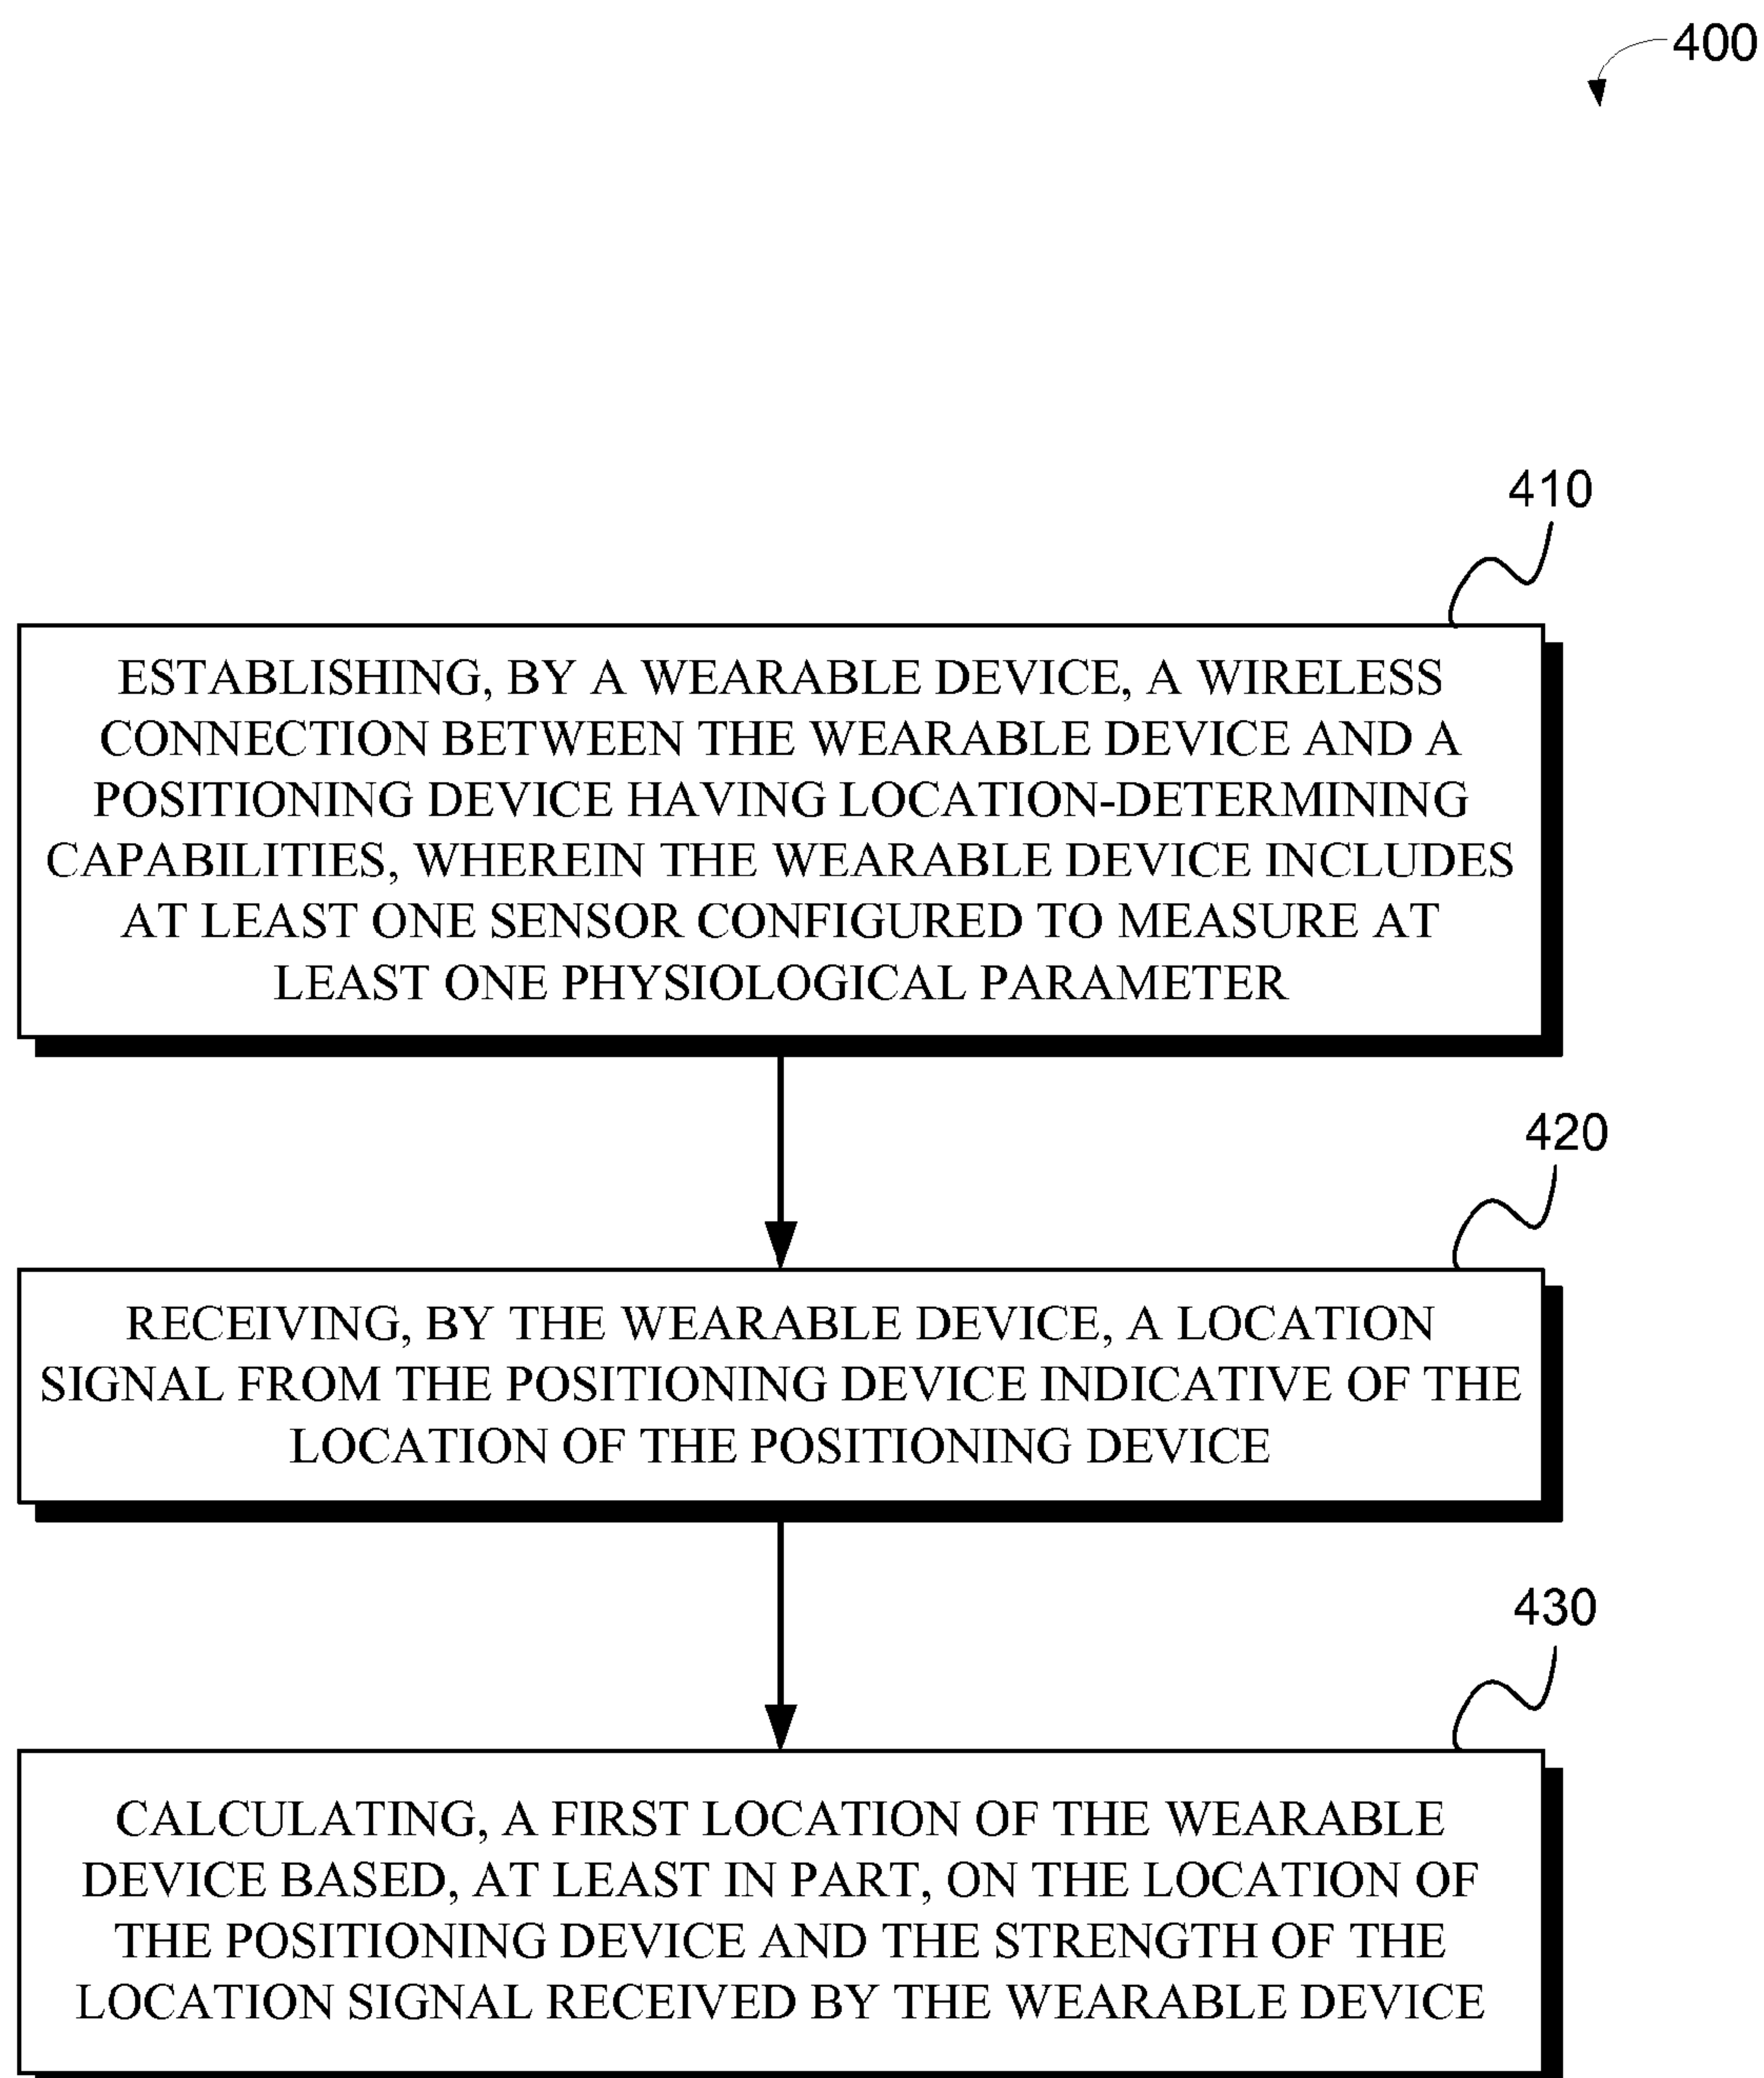 400
410
ESTABLISHING, BY A WEARABLE DEVICE, A WIRELESS
CONNECTION BETWEEN THE WEARABLE DEVICE AND A
POSITIONING DEVICE HAVING LOCATION-DETERMINING
CAPABILITIES, WHEREIN THE WEARABLE DEVICE INCLUDES
AT LEAST ONE SENSOR CONFIGURED TO MEASURE AT
LEAST ONE PHYSIOLOGICAL PARAMETER
420
RECEIVING, BY THE WEARABLE DEVICE, A LOCATION
SIGNAL FROM THE POSITIONING DEVICE INDICATIVE OF THE
LOCATION OF THE POSITIONING DEVICE
430
CALCULATING, A FIRST LOCATION OF THE WEARABLE
DEVICE BASED, AT LEAST IN PART, ON THE LOCATION OF
THE POSITIONING DEVICE AND THE STRENGTH OF THE
LOCATION SIGNAL RECEIVED BY THE WEARABLE DEVICE